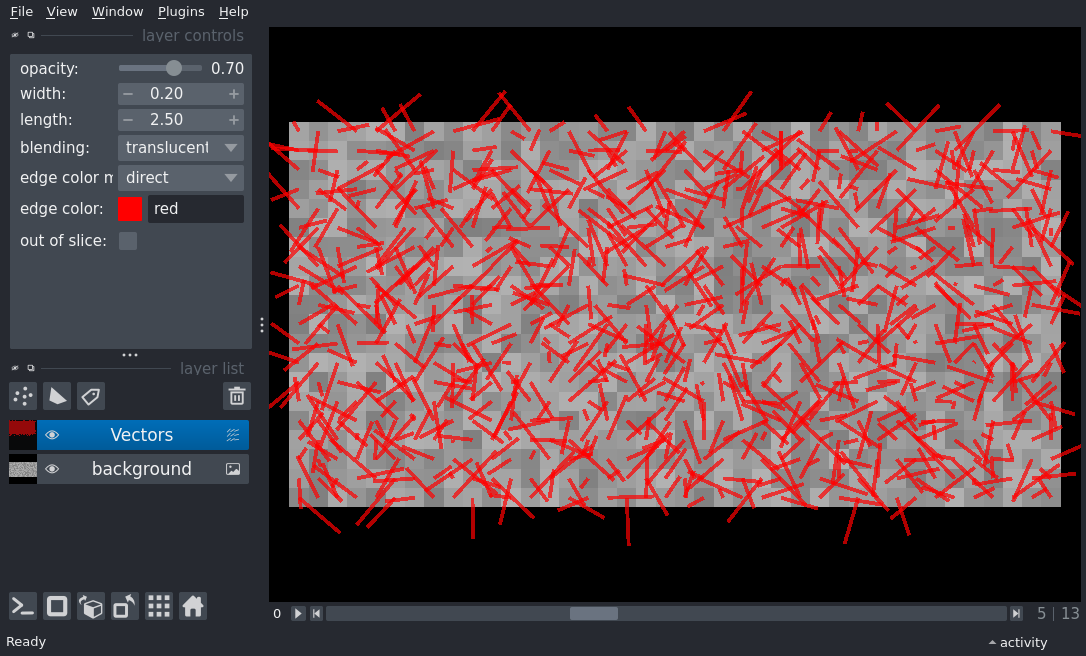 File View Window Plugins Help
layer controls
opacity: 0.70
width: 0.20
length: 2.50
blending: translucent
edge color m direct
edge color: red
out of slice:
layer list
Vectors
background
0 5 | 13
Ready activity